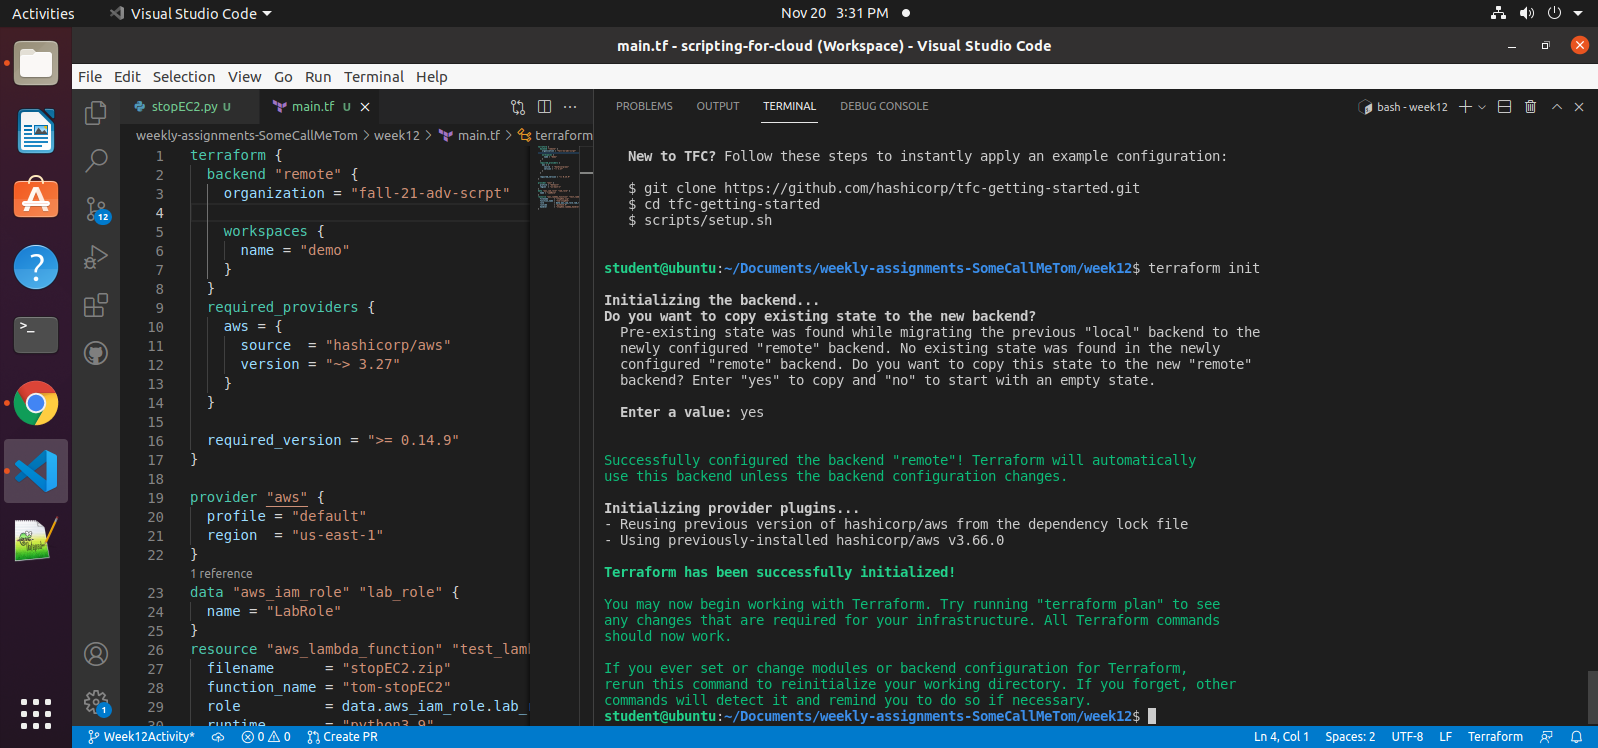 Activities
Visual Studio Code
Nov 20 3:31 PM
main.tf - scripting-for-cloud (Workspace) - Visual Studio Code
File Edit Selection View Go Run Terminal Help
stopEC2.py U
main.tf U
weekly-assignments-SomeCallMeTom > week12 > main.tf > terraform
1 terraform {
2 backend "remote" {
3 organization = "fall-21-adv-scrpt"
4
5 workspaces {
6 name = "demo"
7 }
8 }
9 required_providers {
10 aws = {
11 source = "hashicorp/aws"
12 version = "~> 3.27"
13 }
14 }
15
16 required_version = ">= 0.14.9"
17 }
18
19 provider "aws" {
20 profile = "default"
21 region = "us-east-1"
22 }
1 reference
23 data "aws_iam_role" "lab_role" {
24 name = "LabRole"
25 }
26 resource "aws_lambda_function" "test_lam
27 filename = "stopEC2.zip"
28 function_name = "tom-stopEC2"
29 role = data.aws_iam_role.lab_
30 runtime = "python3.9"
12
1
PROBLEMS OUTPUT TERMINAL DEBUG CONSOLE
bash - week12
New to TFC? Follow these steps to instantly apply an example configuration:
$ git clone https://github.com/hashicorp/tfc-getting-started.git
$ cd tfc-getting-started
$ scripts/setup.sh
student@ubuntu:~/Documents/weekly-assignments-SomeCallMeTom/week12$ terraform init
Initializing the backend...
Do you want to copy existing state to the new backend?
Pre-existing state was found while migrating the previous "local" backend to the
newly configured "remote" backend. No existing state was found in the newly
configured "remote" backend. Do you want to copy this state to the new "remote"
backend? Enter "yes" to copy and "no" to start with an empty state.
Enter a value: yes
Successfully configured the backend "remote"! Terraform will automatically
use this backend unless the backend configuration changes.
Initializing provider plugins...
- Reusing previous version of hashicorp/aws from the dependency lock file
- Using previously-installed hashicorp/aws v3.66.0
Terraform has been successfully initialized!
You may now begin working with Terraform. Try running "terraform plan" to see
any changes that are required for your infrastructure. All Terraform commands
should now work.
If you ever set or change modules or backend configuration for Terraform,
rerun this command to reinitialize your working directory. If you forget, other
commands will detect it and remind you to do so if necessary.
student@ubuntu:~/Documents/weekly-assignments-SomeCallMeTom/week12$
Week12Activity* 0 0 Create PR
Ln 4, Col 1 Spaces: 2 UTF-8 LF Terraform